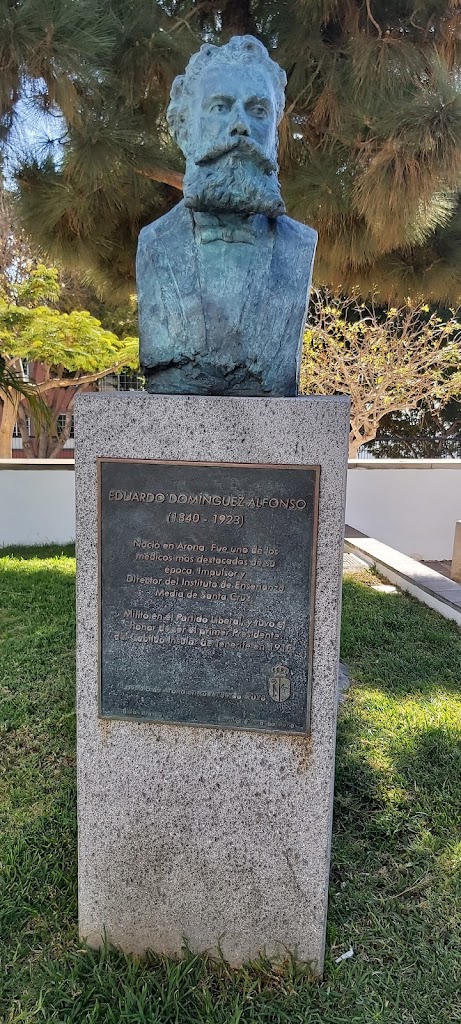 EDUARDO DOMÍNGUEZ ALFONSO
(1840 - 1923)
Nació en Arona. Fue uno de los
médicos más destacados de su
época. Impulsor y
Director del Instituto de Enseñanza
Media de Santa Cruz.
Militó en el Partido Liberal, y tuvo el
honor de ser el primer Presidente
del Cabildo Insular de Tenerife en 1913.